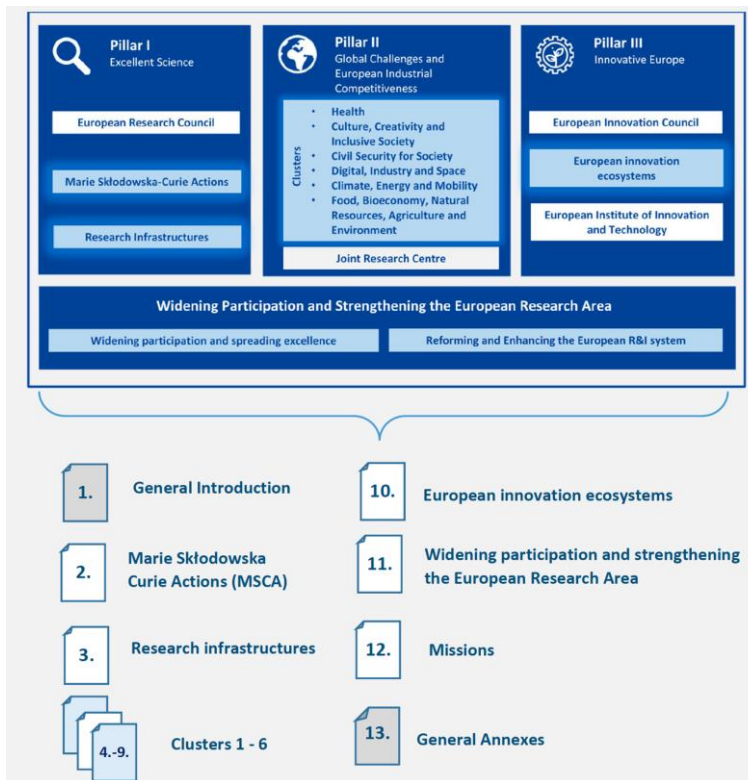 Pillar I
Excellent Science
European Research Council
Marie Skłodowska-Curie Actions
Research Infrastructures
Pillar II
Global Challenges and
European Industrial
Competitiveness
Clusters
• Health
• Culture, Creativity and
Inclusive Society
• Civil Security for Society
• Digital, Industry and Space
• Climate, Energy and Mobility
• Food, Bioeconomy, Natural
Resources, Agriculture and
Environment
Joint Research Centre
Pillar III
Innovative Europe
European Innovation Council
European innovation
ecosystems
European Institute of Innovation
and Technology
Widening Participation and Strengthening the European Research Area
Widening participation and spreading excellence
Reforming and Enhancing the European R&I system
1.
General Introduction
2.
Marie Skłodowska
Curie Actions (MSCA)
3.
Research infrastructures
4.-9.
Clusters 1 - 6
10.
European innovation ecosystems
11.
Widening participation and strengthening
the European Research Area
12.
Missions
13.
General Annexes